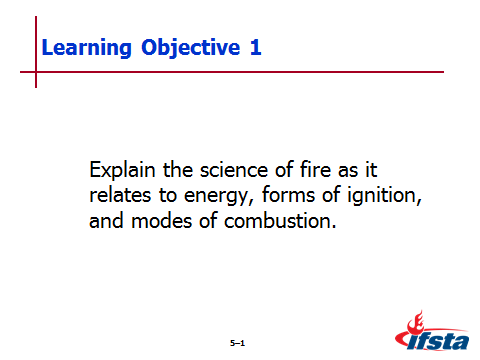 Learning Objective 1
Explain the science of fire as it
relates to energy, forms of ignition,
and modes of combustion.
5–1
ifsta